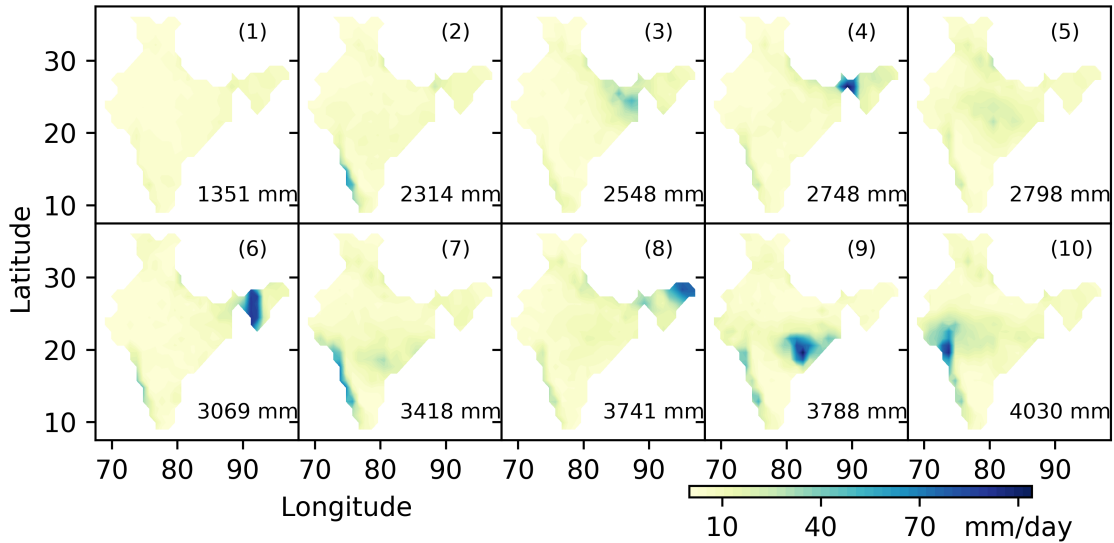 (1) (2) (3) (4) (5)
30
20
10
1351 mm 2314 mm 2548 mm 2748 mm 2798 mm
(6) (7) (8) (9) (10)
30
20
10
3069 mm 3418 mm 3741 mm 3788 mm 4030 mm
Latitude
70 80 90 70 80 90 70 80 90 70 80 90 70 80 90
Longitude
10 40 70 mm/day